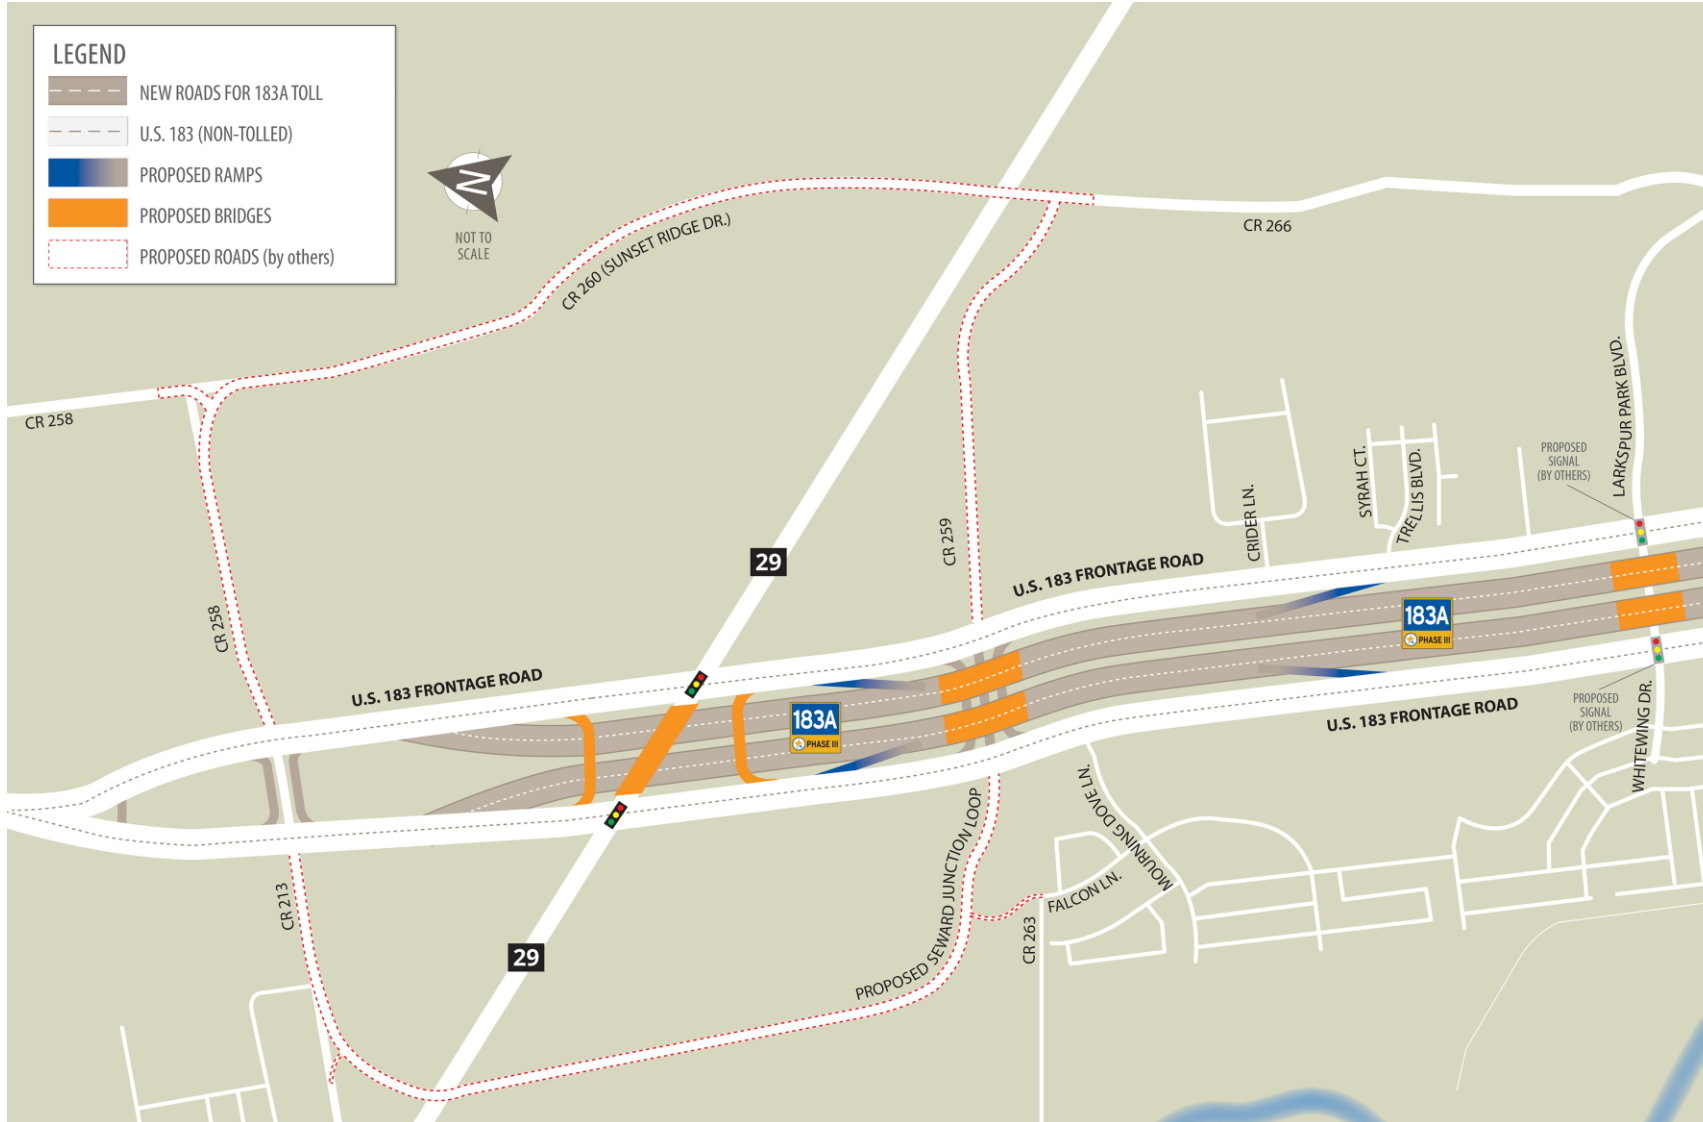 LEGEND
NEW ROADS FOR 183A TOLL
U.S. 183 (NON-TOLLED)
PROPOSED RAMPS
PROPOSED BRIDGES
PROPOSED ROADS (by others)
N
NOT TO
SCALE
CR 260 (SUNSET RIDGE DR.)
CR 266
CR 258
LARKSPUR PARK BLVD.
PROPOSED
SIGNAL
(BY OTHERS)
SYRAH CT.
TRELLIS BLVD.
CRIDER LN.
CR 259
29
U.S. 183 FRONTAGE ROAD
CR 258
U.S. 183 FRONTAGE ROAD
183A
PHASE III
183A
PHASE III
U.S. 183 FRONTAGE ROAD
PROPOSED
SIGNAL
(BY OTHERS)
WHITEWING DR.
MOURNING DOVE LN.
FALCON LN.
CR 263
PROPOSED SEWARD JUNCTION LOOP
CR 213
29